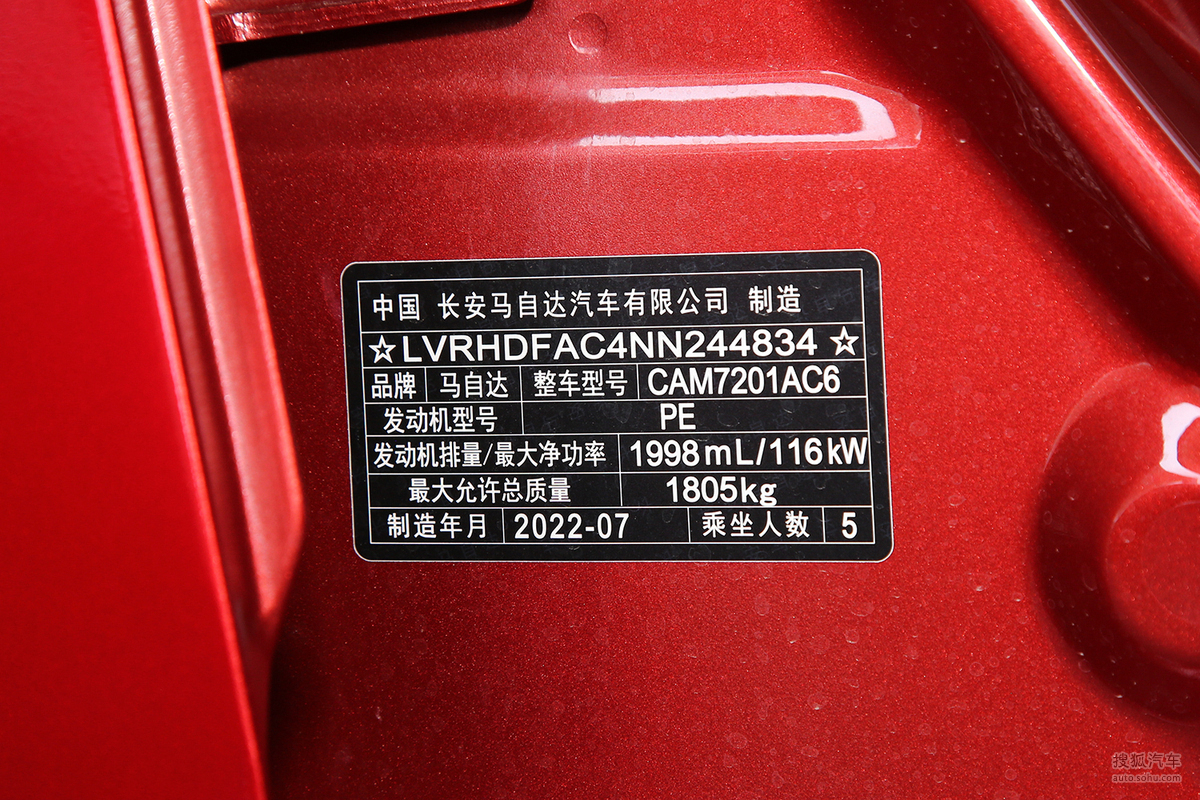 中国 长安马自达汽车有限公司 制造
☆LVRHDFAC4NN244834☆
品牌 马自达 整车型号 CAM7201AC6
发动机型号 PE
发动机排量/最大净功率 1998mL/116kW
最大允许总质量 1805kg
制造年月 2022-07 乘坐人数 5
搜狐汽车
auto.sohu.com